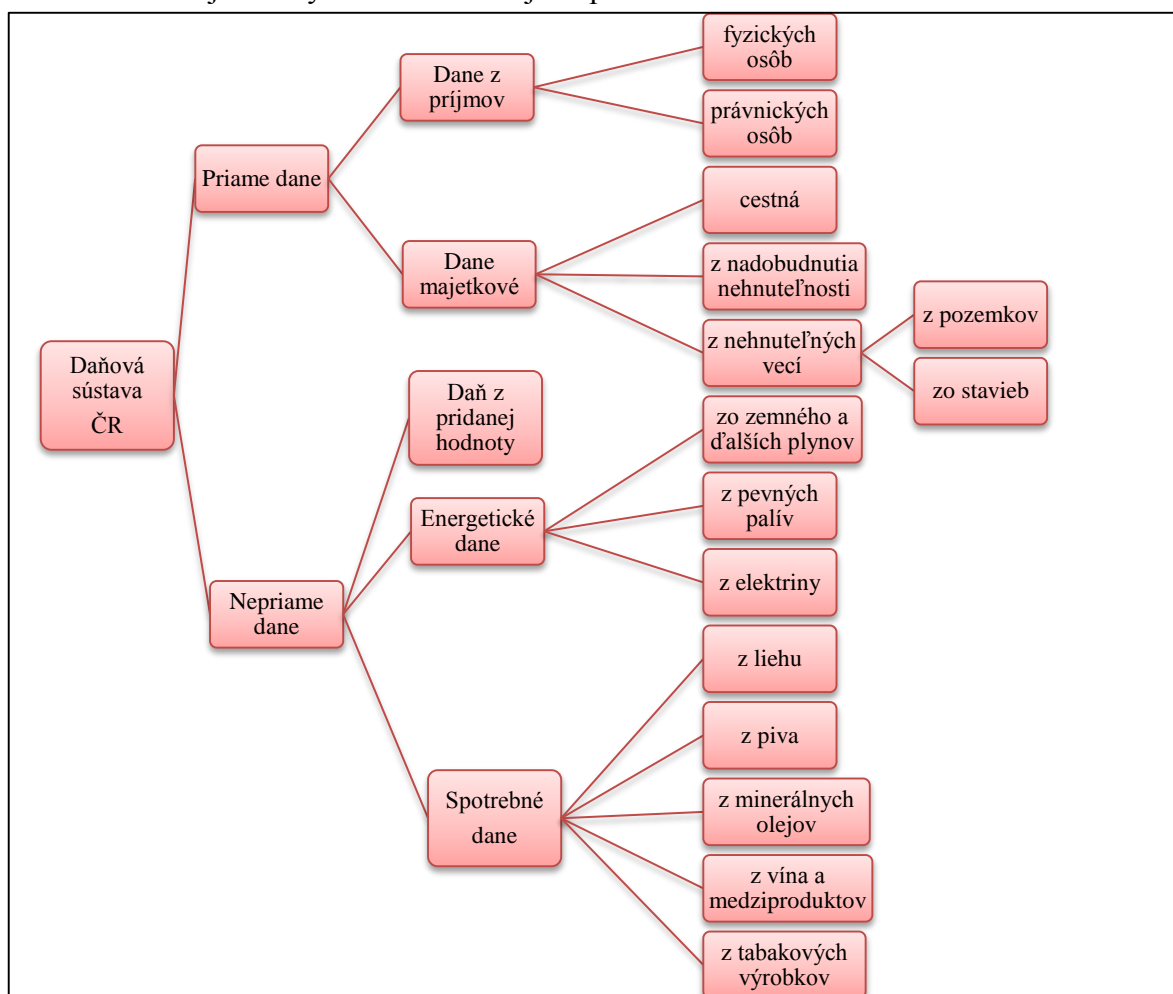 fyzických
osôb
Dane z
príjmov
právnických
osôb
Priame dane
cestná
Dane
majetkové
z nadobudnutia
nehnuteľnosti
z nehnuteľných
vecí
z pozemkov
zo stavieb
Daňová
sústava
ČR
Daň z
pridanej
hodnoty
zo zemného a
ďalších plynov
Energetické
dane
z pevných
palív
z elektriny
Nepriame
dane
z liehu
z piva
Spotrebné
dane
z minerálnych
olejov
z vína a
medziproduktov
z tabakových
výrobkov